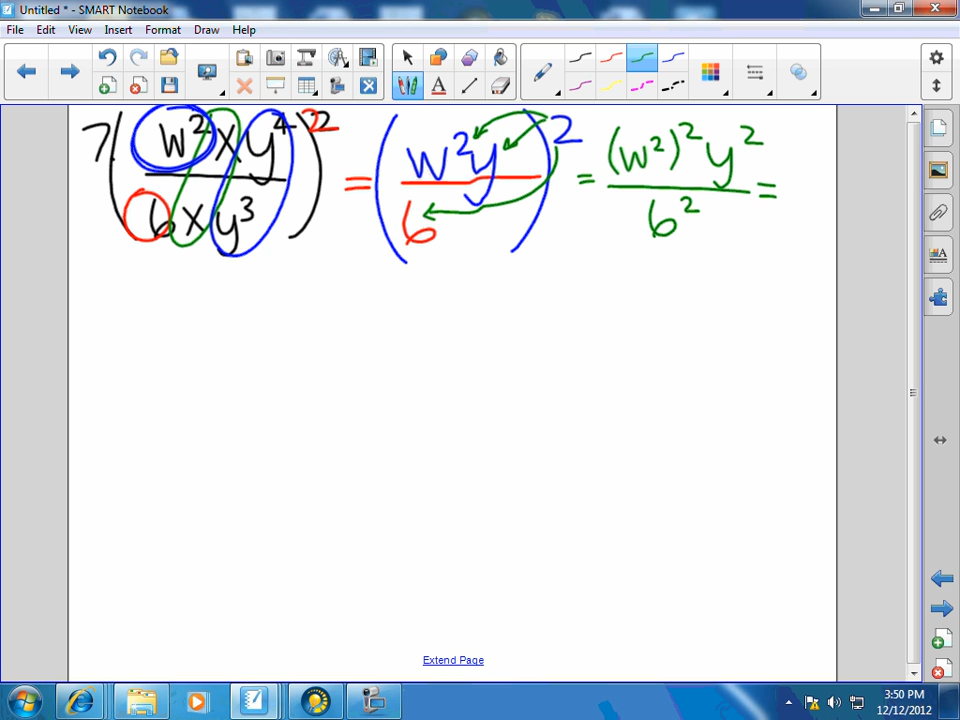 Untitled * - SMART Notebook
File Edit View Insert Format Draw Help
7. (w²xy⁴ / 6xy³)² = (w²y / 6)² = (w²)²y² / 6² =
Extend Page
3:50 PM
12/12/2012